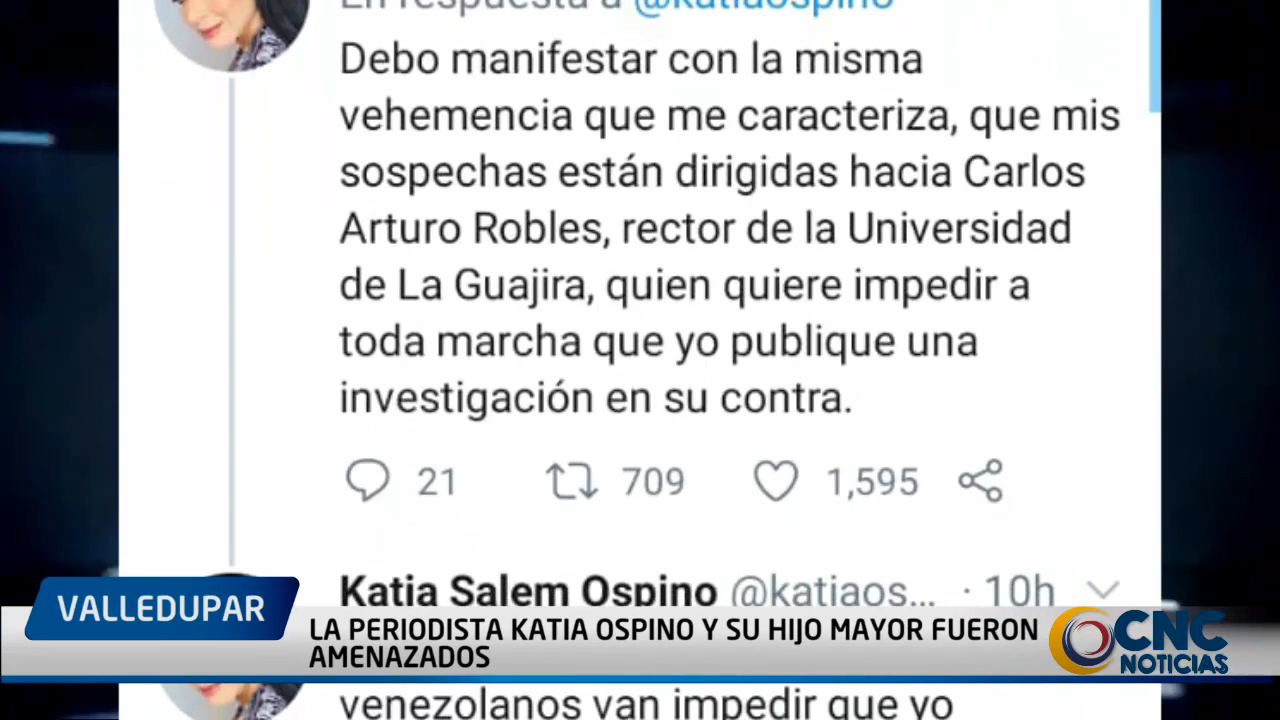 En respuesta a @katiaospino
Debo manifestar con la misma
vehemencia que me caracteriza, que mis
sospechas están dirigidas hacia Carlos
Arturo Robles, rector de la Universidad
de La Guajira, quien quiere impedir a
toda marcha que yo publique una
investigación en su contra.
21 709 1,595
Katia Salem Ospino @katiaos... · 10h
VALLEDUPAR
LA PERIODISTA KATIA OSPINO Y SU HIJO MAYOR FUERON
AMENAZADOS
CNC
NOTICIAS
venezolanos van impedir que yo